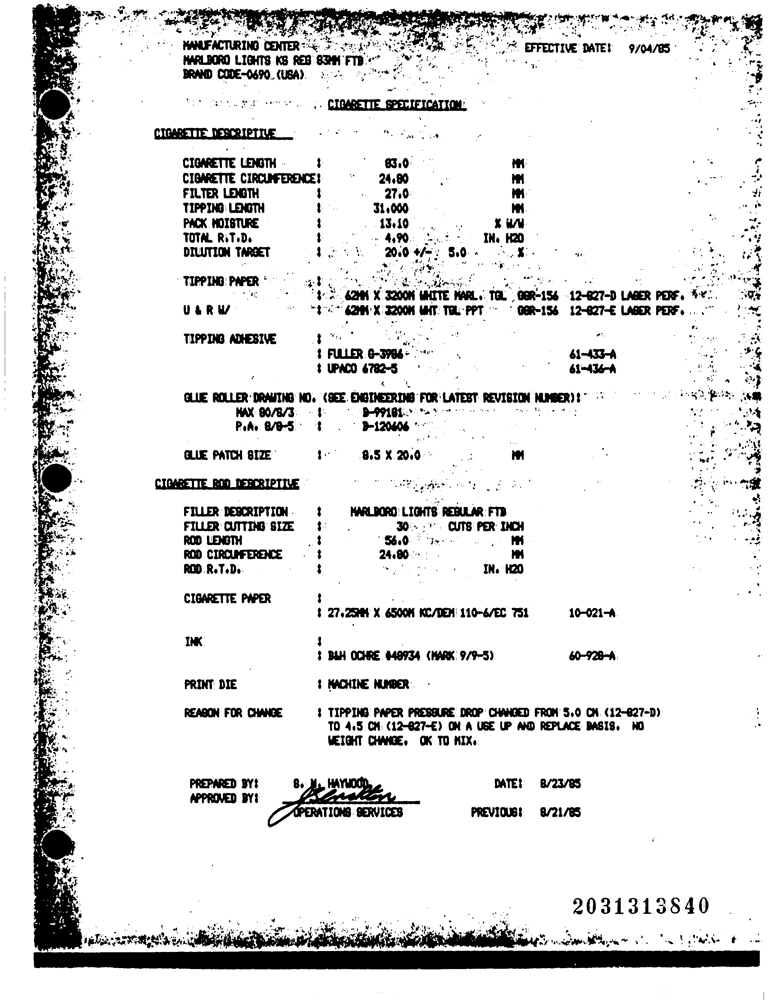 MANUFACTURING CENTER EFFECTIVE DATE: 9/04/85
MARLBORO LIGHTS KS REG 83MM FTB
BRAND CODE-0690 (USA)
CIGARETTE SPECIFICATION
CIGARETTE DESCRIPTIVE
CIGARETTE LENGTH : 83.0 MM
CIGARETTE CIRCUMFERENCE: 24.80 MM
FILTER LENGTH : 27.0 MM
TIPPING LENGTH : 31.000 MM
PACK MOISTURE : 13.10 % W/W
TOTAL R.T.D. : 4.90 IN. H2O
DILUTION TARGET : 20.0 +/- 5.0 %
TIPPING PAPER :
: 62MM X 3200M WHITE MARL. TGL GSR-156 12-827-D LASER PERF.
U & R W/ : 62MM X 3200M WHT TGL PPT GSR-156 12-827-E LASER PERF.
TIPPING ADHESIVE :
: FULLER G-3986 61-433-A
: UPACO 6782-5 61-436-A
GLUE ROLLER DRAWING NO. (SEE ENGINEERING FOR LATEST REVISION NUMBER):
MAX 80/8/3 : D-99181
P.A. 8/8-5 : D-120606
GLUE PATCH SIZE : 8.5 X 20.0 MM
CIGARETTE ROD DESCRIPTIVE
FILLER DESCRIPTION : MARLBORO LIGHTS REGULAR FTB
FILLER CUTTING SIZE : 30 CUTS PER INCH
ROD LENGTH : 56.0 MM
ROD CIRCUMFERENCE : 24.80 MM
ROD R.T.D. : IN. H2O
CIGARETTE PAPER :
: 27.25MM X 6500M KC/DEM 110-6/EC 751 10-021-A
INK :
: B&H OCHRE #48934 (MARK 9/9-5) 60-928-A
PRINT DIE : MACHINE NUMBER
REASON FOR CHANGE : TIPPING PAPER PRESSURE DROP CHANGED FROM 5.0 CM (12-827-D)
TO 4.5 CM (12-827-E) ON A USE UP AND REPLACE BASIS. NO
WEIGHT CHANGE. OK TO MIX.
PREPARED BY: S. W. HAYWOOD DATE: 8/23/85
APPROVED BY:
OPERATIONS SERVICES PREVIOUS: 8/21/85
2031313840